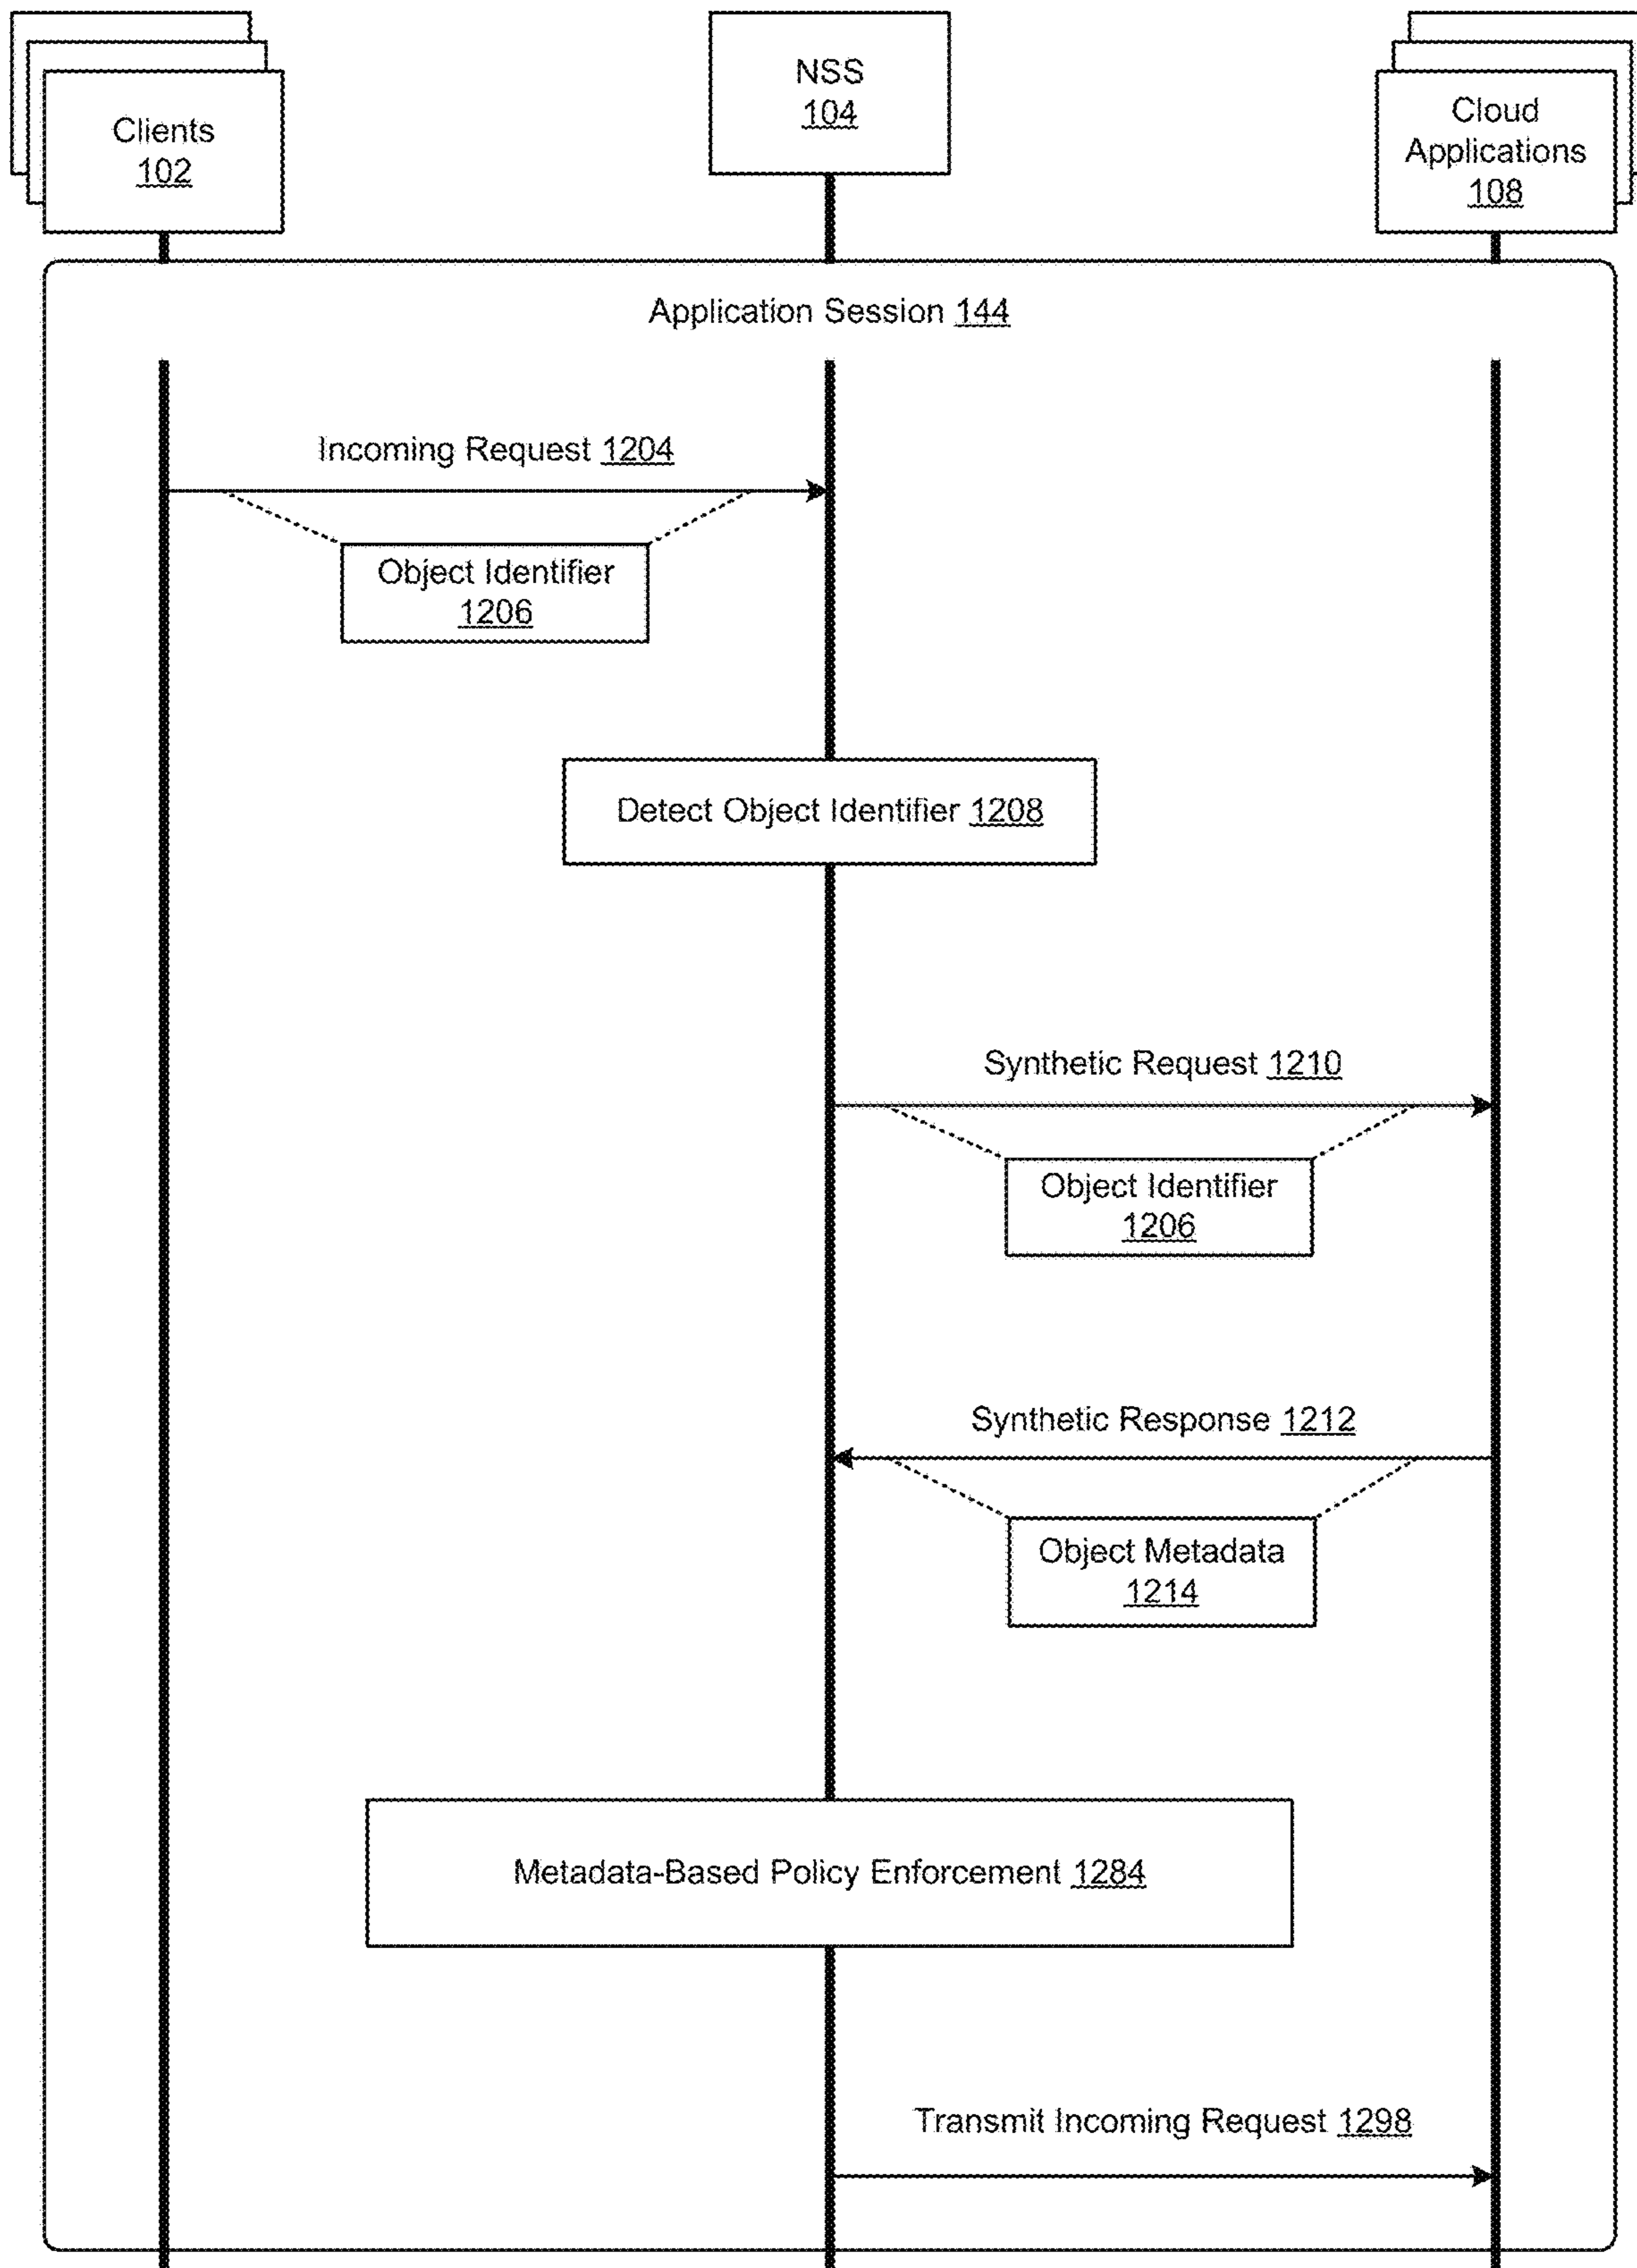 Clients
102
NSS
104
Cloud
Applications
108
Application Session 144
Incoming Request 1204
Object Identifier
1206
Detect Object Identifier 1208
Synthetic Request 1210
Object Identifier
1206
Synthetic Response 1212
Object Metadata
1214
Metadata-Based Policy Enforcement 1284
Transmit Incoming Request 1298